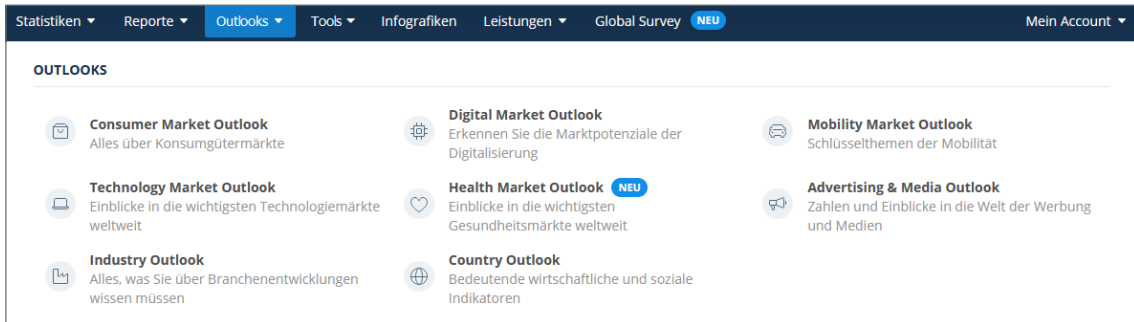 Statistiken Reporte Outlooks Tools Infografiken Leistungen Global Survey NEU Mein Account
OUTLOOKS
Consumer Market Outlook
Alles über Konsumgütermärkte
Digital Market Outlook
Erkennen Sie die Marktpotenziale der
Digitalisierung
Mobility Market Outlook
Schlüsselthemen der Mobilität
Technology Market Outlook
Einblicke in die wichtigsten Technologiemärkte
weltweit
Health Market Outlook NEU
Einblicke in die wichtigsten
Gesundheitsmärkte weltweit
Advertising & Media Outlook
Zahlen und Einblicke in die Welt der Werbung
und Medien
Industry Outlook
Alles, was Sie über Branchenentwicklungen
wissen müssen
Country Outlook
Bedeutende wirtschaftliche und soziale
Indikatoren